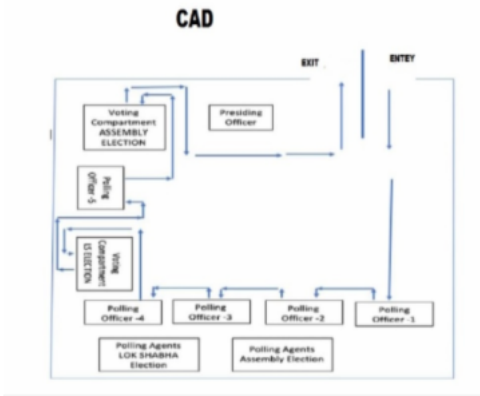 CAD
EXIT
ENTEY
Voting
Compartment
ASSEMBLY
ELECTION
Presiding
Officer
Polling
Officer -5
Voting
Compartment
LS ELECTION
Polling
Officer -4
Polling
Officer -3
Polling
Officer -2
Polling
Officer -1
Polling Agents
LOK SHABHA
Election
Polling Agents
Assembly Election